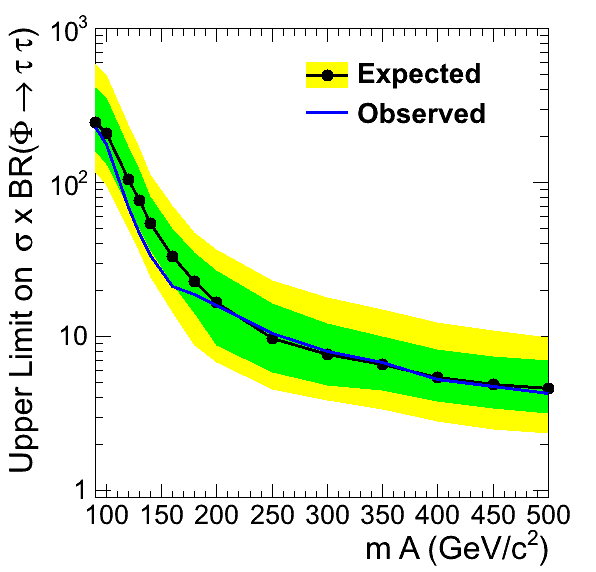 10³
10²
10
1
Upper Limit on σ x BR(Φ→τ τ)
Expected
Observed
100 150 200 250 300 350 400 450 500
m A (GeV/c²)